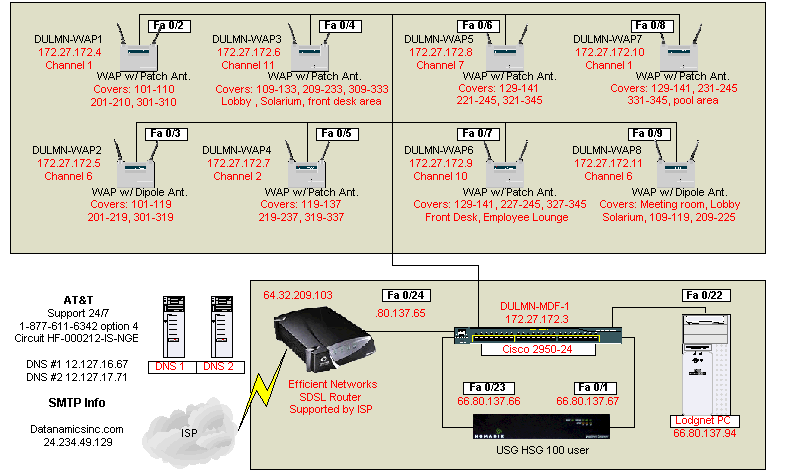 Fa 0/2
Fa 0/4
Fa 0/6
Fa 0/8
DULMN-WAP1
172.27.172.4
Channel 1
WAP w/ Patch Ant.
Covers: 101-110
201-210, 301-310
DULMN-WAP3
172.27.172.6
Channel 11
WAP w/ Patch Ant.
Covers: 109-133, 209-233, 309-333
Lobby , Solarium, front desk area
DULMN-WAP5
172.27.172.8
Channel 7
WAP w/ Patch Ant.
Covers: 129-141
221-245, 321-345
DULMN-WAP7
172.27.172.10
Channel 1
WAP w/ Patch Ant.
Covers: 129-141, 231-245
331-345, pool area
Fa 0/3
Fa 0/5
Fa 0/7
Fa 0/9
DULMN-WAP2
172.27.172.5
Channel 6
WAP w/ Dipole Ant.
Covers: 101-119
201-219, 301-319
DULMN-WAP4
172.27.172.7
Channel 2
WAP w/ Patch Ant.
Covers: 119-137
219-237, 319-337
DULMN-WAP6
172.27.172.9
Channel 10
WAP w/ Patch Ant.
Covers: 129-141, 227-245, 327-345
Front Desk, Employee Lounge
DULMN-WAP8
172.27.172.11
Channel 6
WAP w/ Dipole Ant.
Covers: Meeting room, Lobby
Solarium, 109-119, 209-225
AT&T
Support 24/7
1-877-611-6342 option 4
Circuit HF-000212-IS-NGE
DNS #1 12.127.16.67
DNS #2 12.127.17.71
SMTP Info
Datanamicsinc.com
24.234.49.129
DNS 1
DNS 2
ISP
64.32.209.103
Efficient Networks
SDSL Router
Supported by ISP
Fa 0/24
.80.137.65
DULMN-MDF-1
172.27.172.3
Cisco 2950-24
Fa 0/22
Lodgnet PC
66.80.137.94
Fa 0/23
66.80.137.66
Fa 0/1
66.80.137.67
NOMADIX
USG HSG 100 user